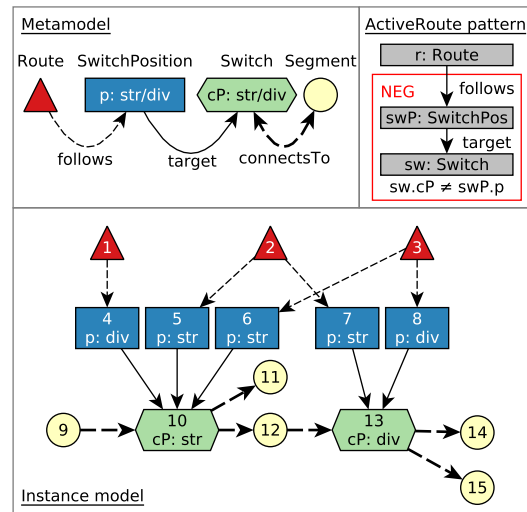 Metamodel
Route SwitchPosition Switch Segment
p: str/div cP: str/div
follows target connectsTo
ActiveRoute pattern
r: Route
follows
NEG
swP: SwitchPos
target
sw: Switch
sw.cP ≠ swP.p
1 2 3
4 5 6 7 8
p: div p: str p: str p: str p: div
11
9 10 12 13 14
cP: str cP: div
15
Instance model